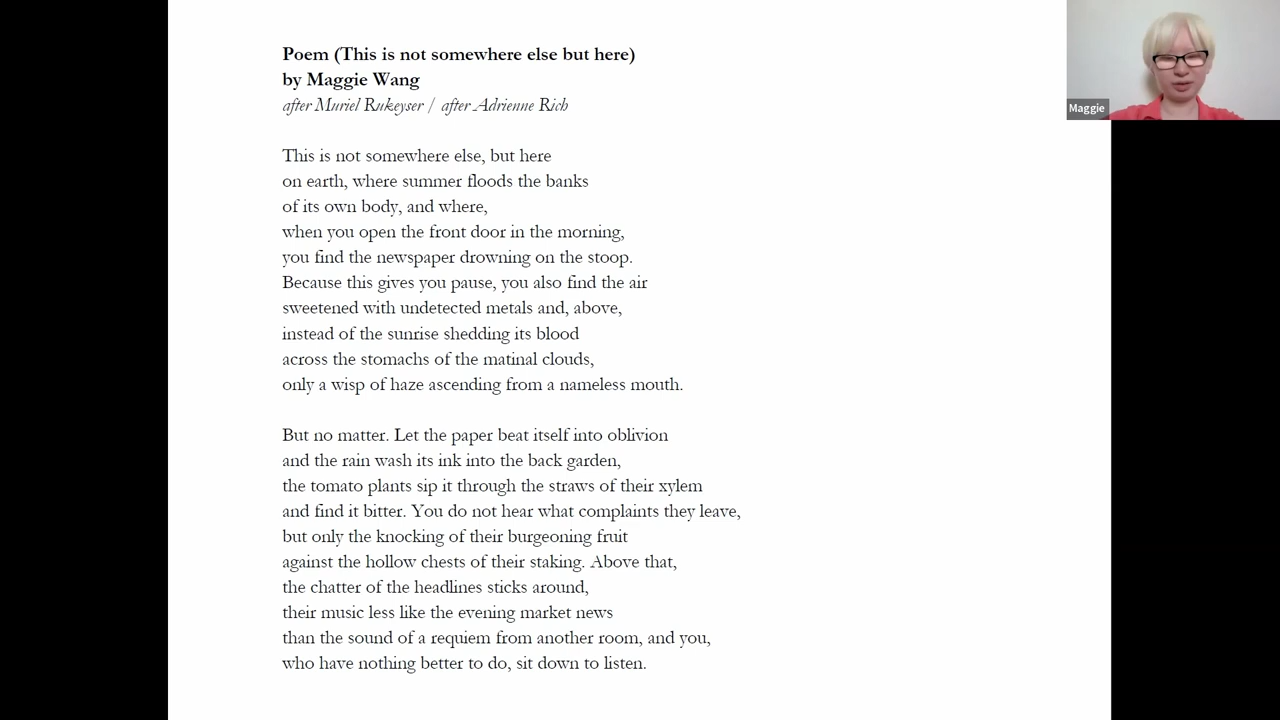 Poem (This is not somewhere else but here)
by Maggie Wang
after Muriel Rukeyser / after Adrienne Rich
This is not somewhere else, but here
on earth, where summer floods the banks
of its own body, and where,
when you open the front door in the morning,
you find the newspaper drowning on the stoop.
Because this gives you pause, you also find the air
sweetened with undetected metals and, above,
instead of the sunrise shedding its blood
across the stomachs of the matinal clouds,
only a wisp of haze ascending from a nameless mouth.
But no matter. Let the paper beat itself into oblivion
and the rain wash its ink into the back garden,
the tomato plants sip it through the straws of their xylem
and find it bitter. You do not hear what complaints they leave,
but only the knocking of their burgeoning fruit
against the hollow chests of their staking. Above that,
the chatter of the headlines sticks around,
their music less like the evening market news
than the sound of a requiem from another room, and you,
who have nothing better to do, sit down to listen.
Maggie